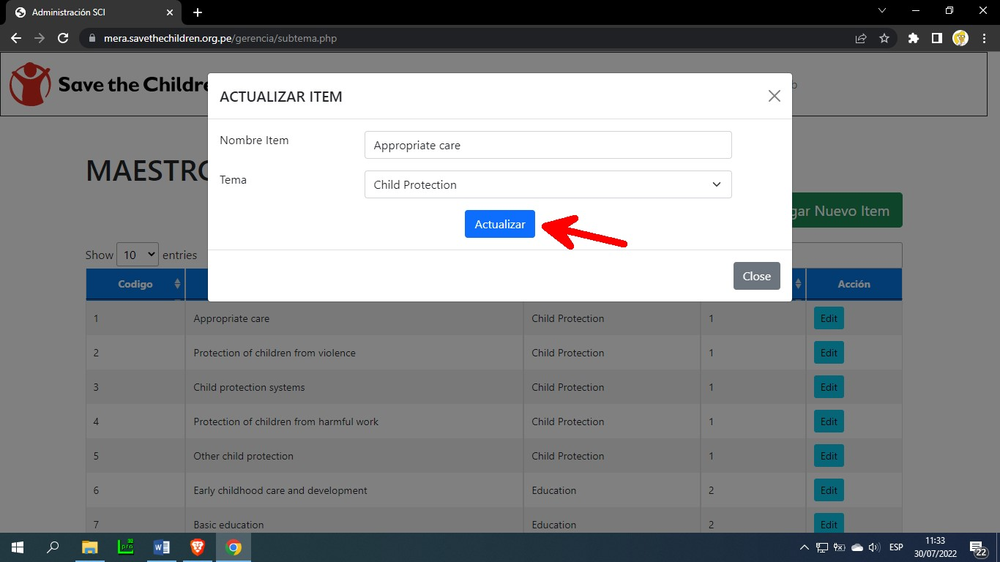 Administración SCI
mera.savethechildren.org.pe/gerencia/subtema.php
Save the Childre
ACTUALIZAR ITEM
Nombre Item
Appropriate care
MAESTRO
Tema
Child Protection
gar Nuevo Item
Actualizar
Show 10 entries
Close
Codigo Acción
1 Appropriate care Child Protection 1 Edit
2 Protection of children from violence Child Protection 1 Edit
3 Child protection systems Child Protection 1 Edit
4 Protection of children from harmful work Child Protection 1 Edit
5 Other child protection Child Protection 1 Edit
6 Early childhood care and development Education 2 Edit
7 Basic education Education 2 Edit
ESP
11:33
30/07/2022
22